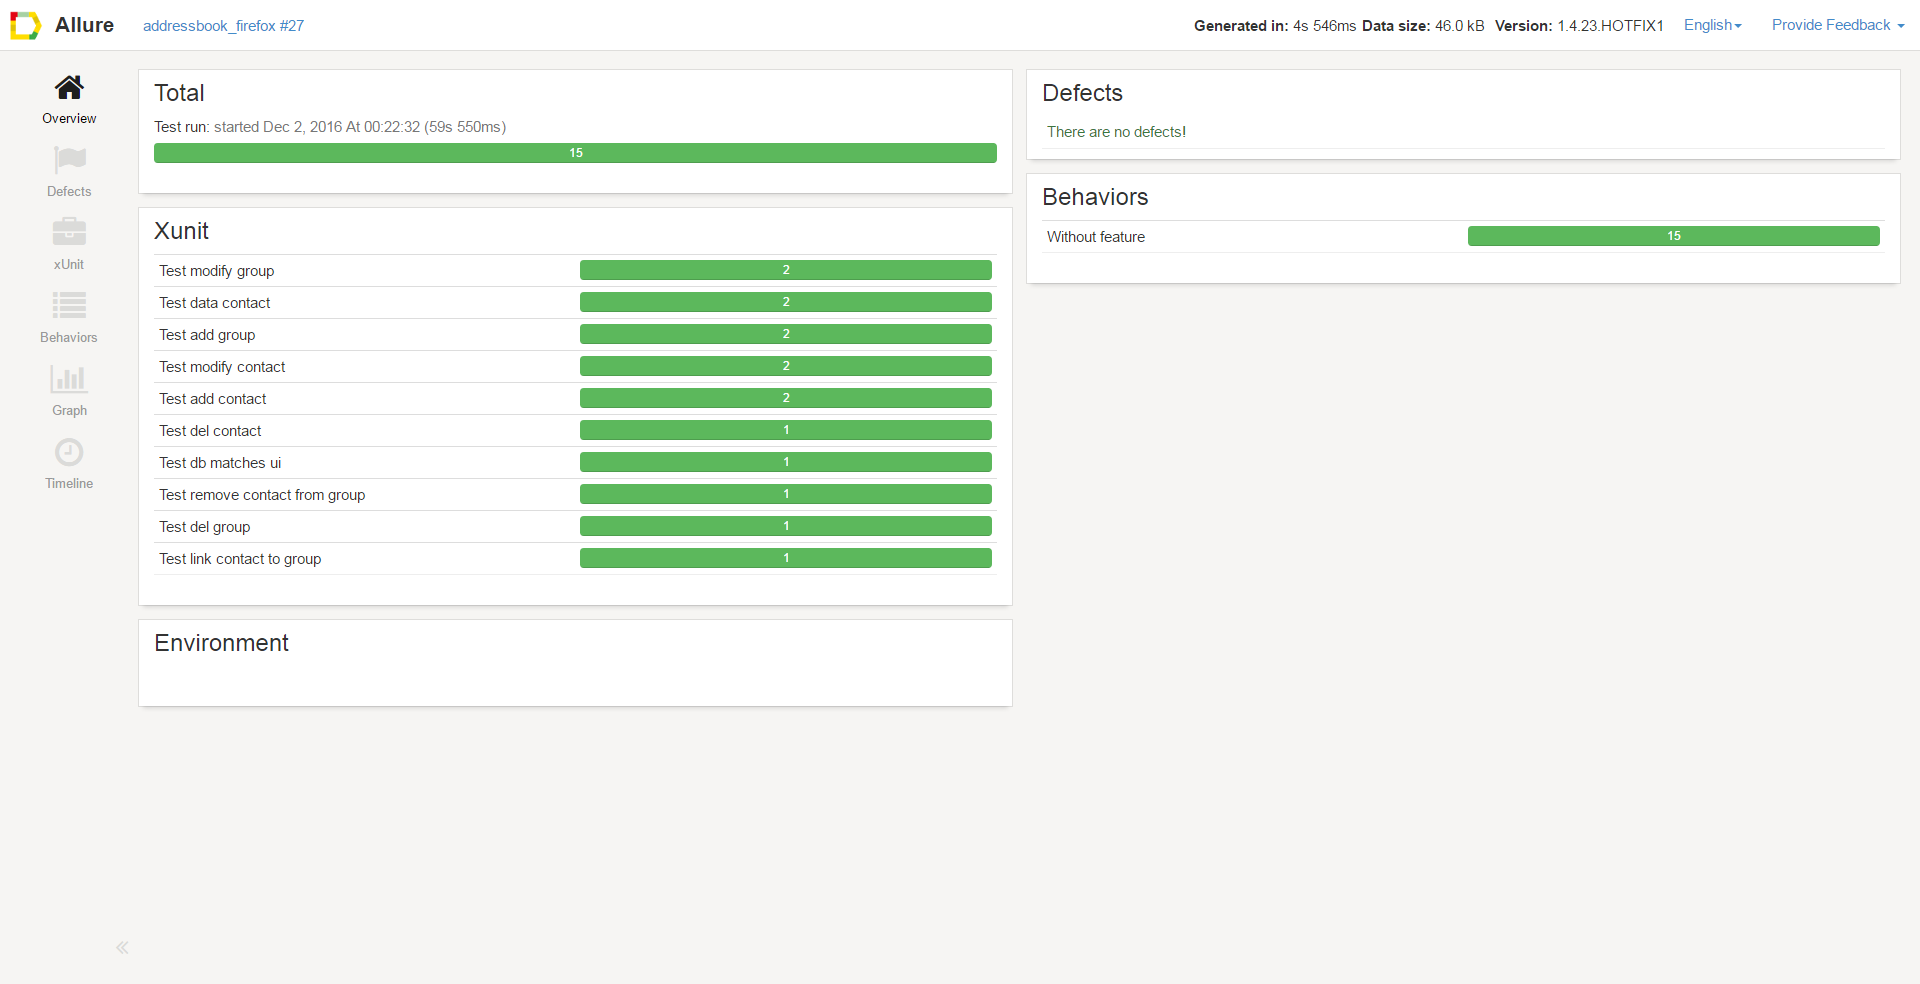 Allure addressbook_firefox #27 Generated in: 4s 546ms Data size: 46.0 kB Version: 1.4.23.HOTFIX1 English Provide Feedback
Overview
Defects
xUnit
Behaviors
Graph
Timeline
Total
Test run: started Dec 2, 2016 At 00:22:32 (59s 550ms)
15
Xunit
Test modify group 2
Test data contact 2
Test add group 2
Test modify contact 2
Test add contact 2
Test del contact 1
Test db matches ui 1
Test remove contact from group 1
Test del group 1
Test link contact to group 1
Environment
Defects
There are no defects!
Behaviors
Without feature 15